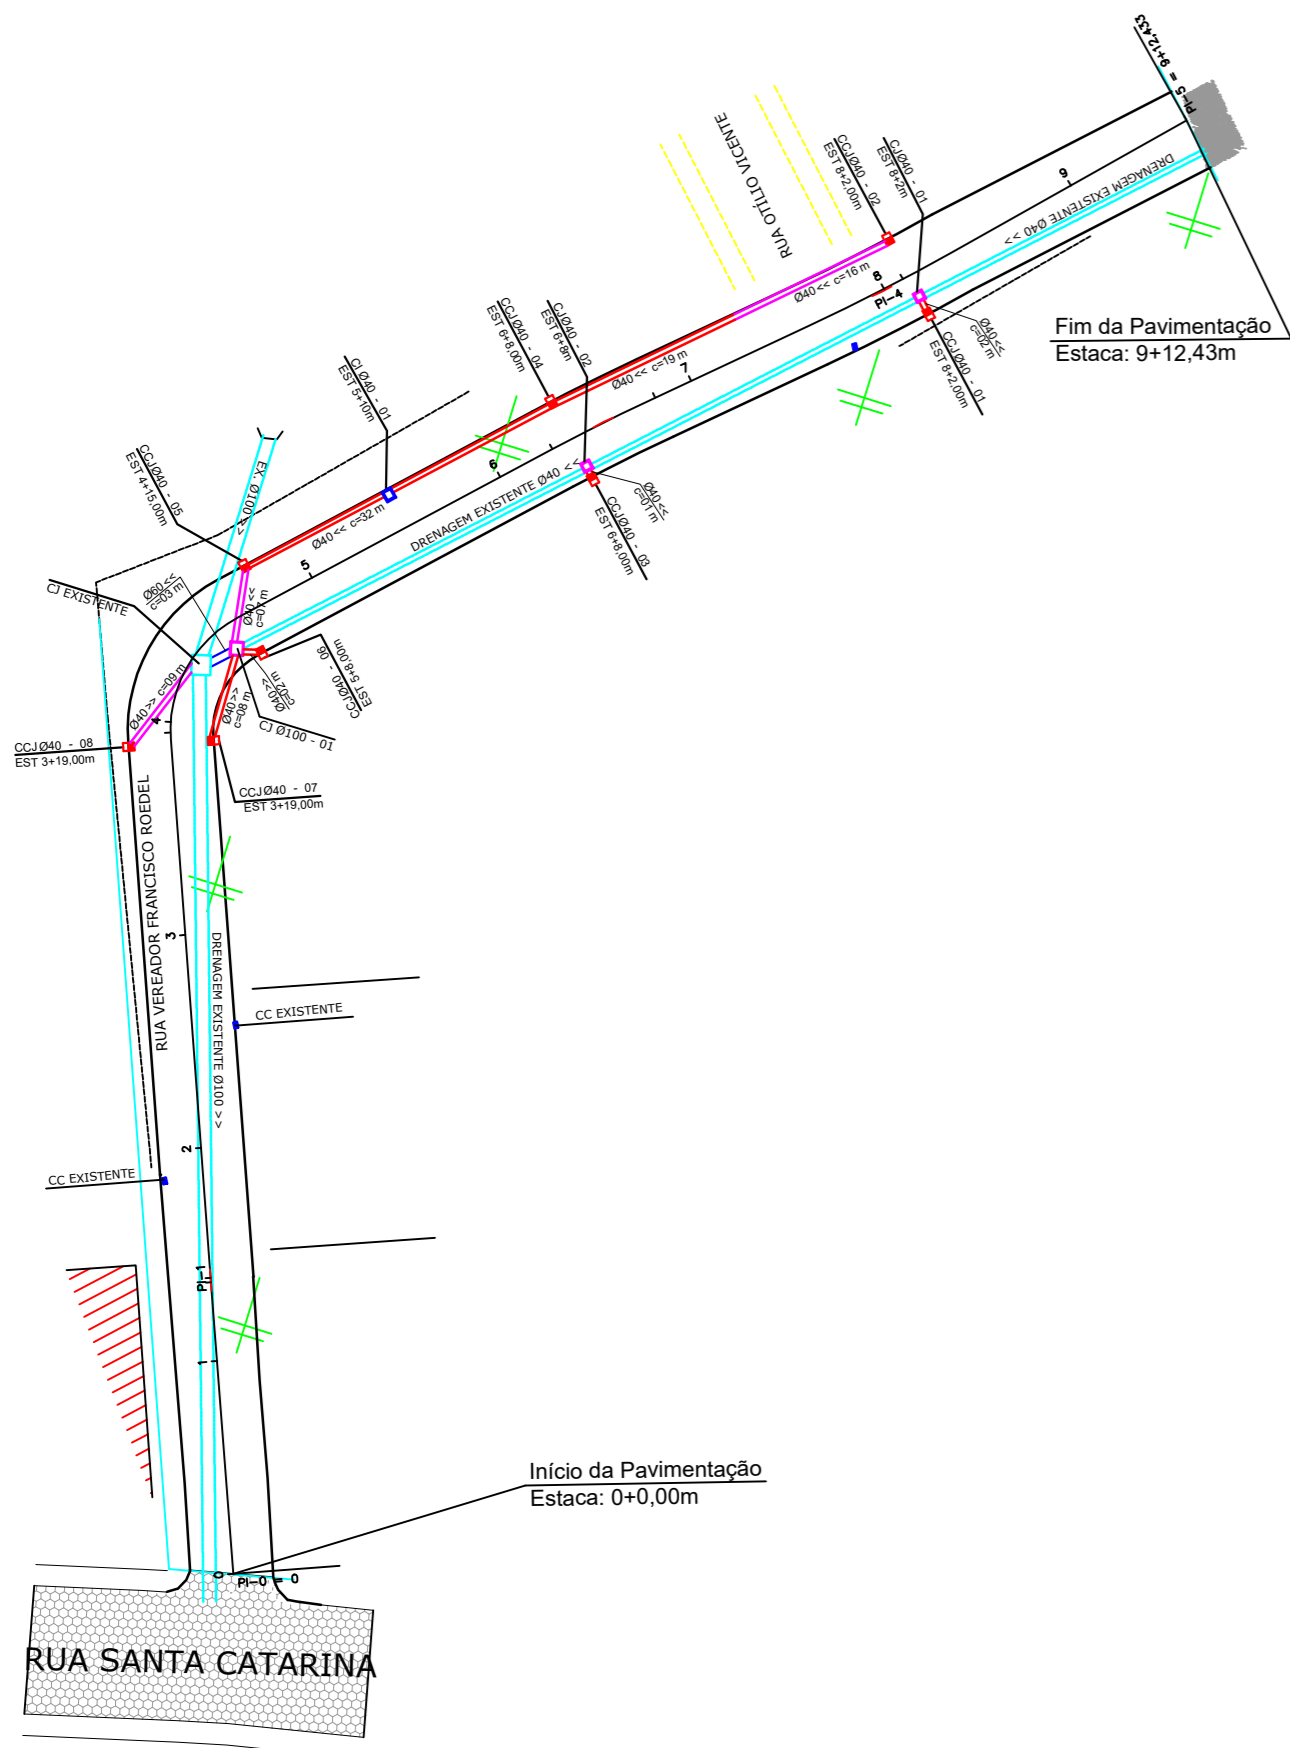 PI-5 = 9+12,433
9
DRENAGEM EXISTENTE Ø40 >>
RUA OTÍLIO VICENTE
CCJØ40 - 02
EST 8+2,00m
CJØ40 - 01
EST 8+2m
Ø40 << c=16 m
8
PI-4
Ø40<<
c=02 m
CCJØ40 - 01
EST 8+2,00m
Fim da Pavimentação
Estaca: 9+12,43m
CCJØ40 - 04
EST 6+8,00m
CJØ40 - 02
EST 6+8m
Ø40 << c=19 m
7
CIØ40 - 01
EST 5+10m
6
DRENAGEM EXISTENTE Ø40 <<
Ø40<<
c=01 m
CCJØ40 - 03
EST 6+8,00m
CCJØ40 - 05
EST 4+15,00m
EX. Ø100 >>
Ø40 << c=32 m
5
CJ EXISTENTE
Ø60<<
c=03 m
Ø40 <<
c=07 m
CCJØ40 - 06
EST 5+8,00m
Ø40>>
c=02 m
Ø40 >> c=09 m
Ø40 >>
c=08 m
CJ Ø100 - 01
4
CCJØ40 - 08
EST 3+19,00m
CCJØ40 - 07
EST 3+19,00m
RUA VEREADOR FRANCISCO ROEDEL
3
DRENAGEM EXISTENTE Ø100 >>
CC EXISTENTE
2
CC EXISTENTE
PI-1
1
Início da Pavimentação
Estaca: 0+0,00m
0
PI-0 = 0
RUA SANTA CATARINA